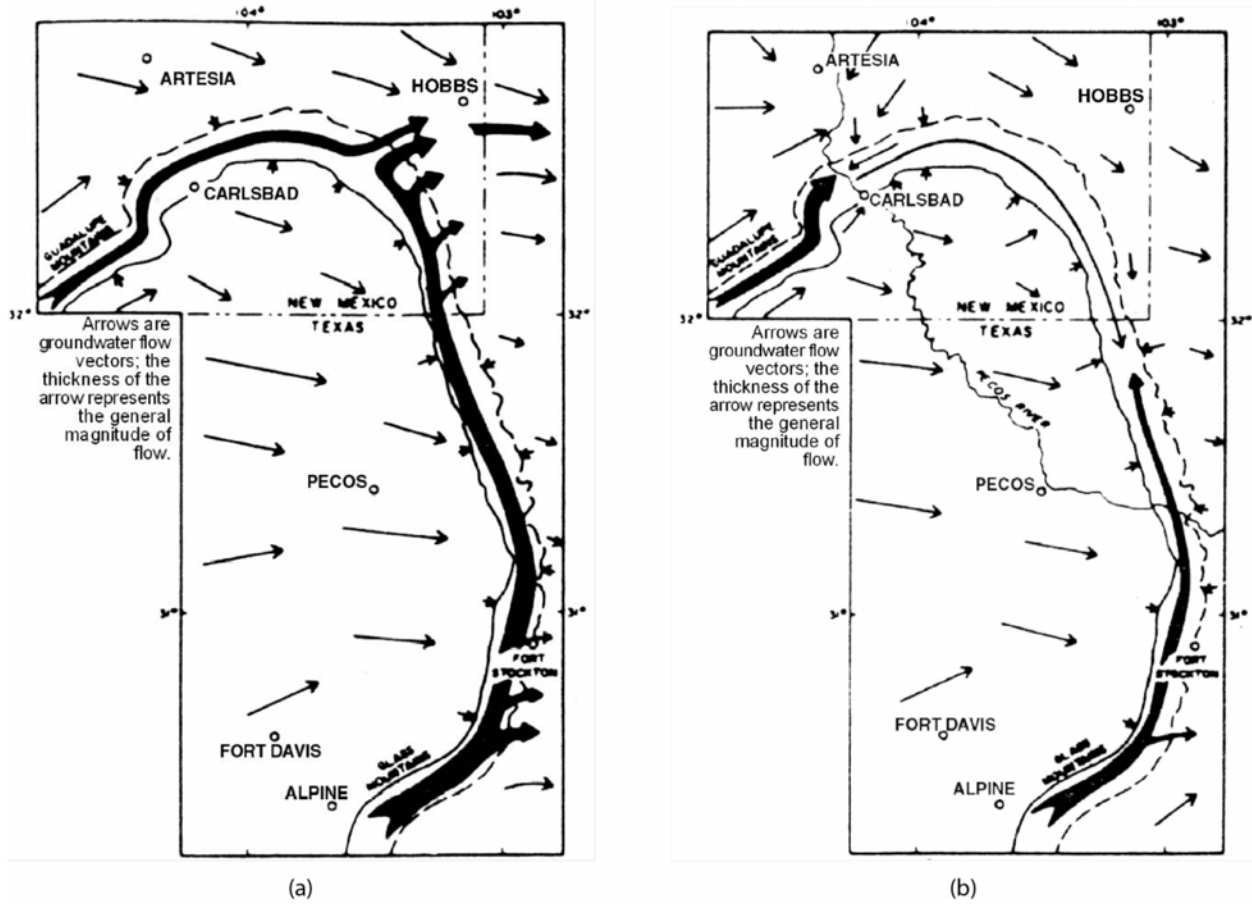 104°
103°
ARTESIA
HOBBS
CARLSBAD
GUADALUPE
MOUNTAINS
NEW MEXICO
TEXAS
32°
Arrows are
groundwater flow
vectors; the
thickness of the
arrow represents
the general
magnitude of
flow.
PECOS
31°
31°
FORT
STOCKTON
FORT DAVIS
GLASS
MOUNTAINS
ALPINE
(a)
104°
103°
ARTESIA
HOBBS
CARLSBAD
GUADALUPE
MOUNTAINS
NEW MEXICO
TEXAS
32°
32°
32°
Arrows are
groundwater flow
vectors; the
thickness of the
arrow represents
the general
magnitude of
flow.
PECOS RIVER
PECOS
31°
31°
FORT
STOCKTON
FORT DAVIS
GLASS
MOUNTAINS
ALPINE
(b)